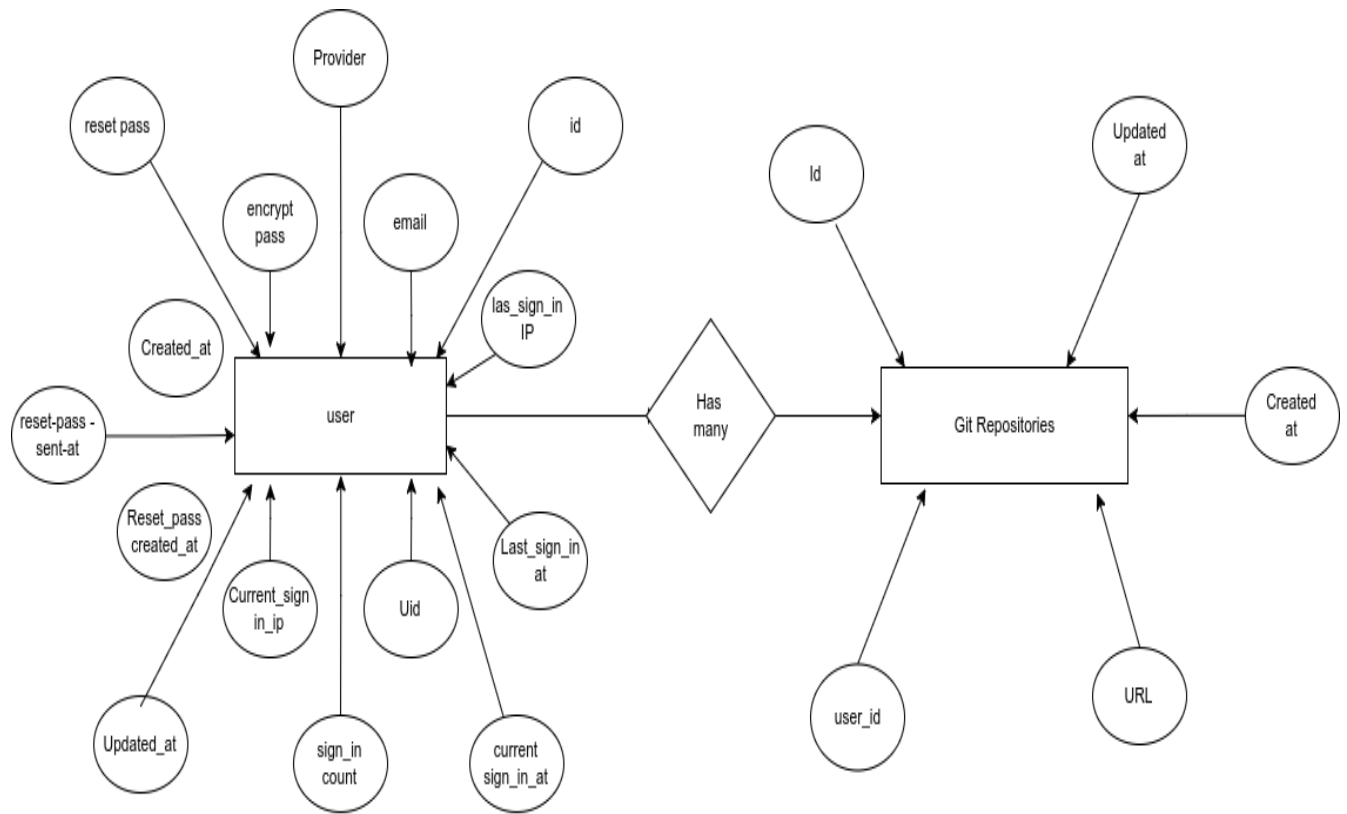 Provider
reset pass
id
Updated
at
Id
encrypt
pass
email
las_sign_in
IP
Created_at
user
Has
many
Git Repositories
Created
at
reset-pass -
sent-at
Reset_pass
created_at
Last_sign_in
at
Current_sign
in_ip
Uid
Updated_at
sign_in
count
current
sign_in_at
user_id
URL